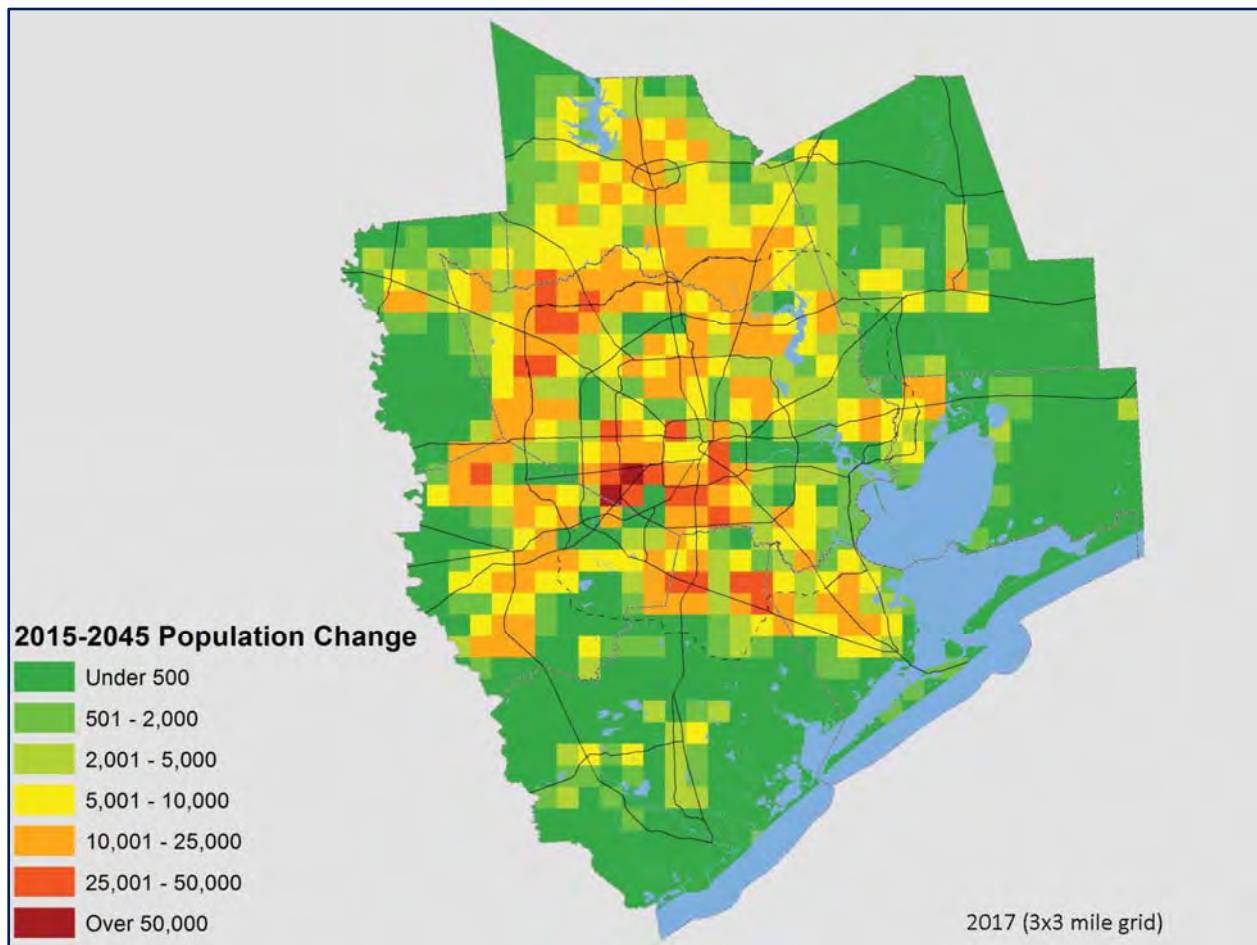 2015-2045 Population Change
Under 500
501 - 2,000
2,001 - 5,000
5,001 - 10,000
10,001 - 25,000
25,001 - 50,000
Over 50,000
2017 (3x3 mile grid)